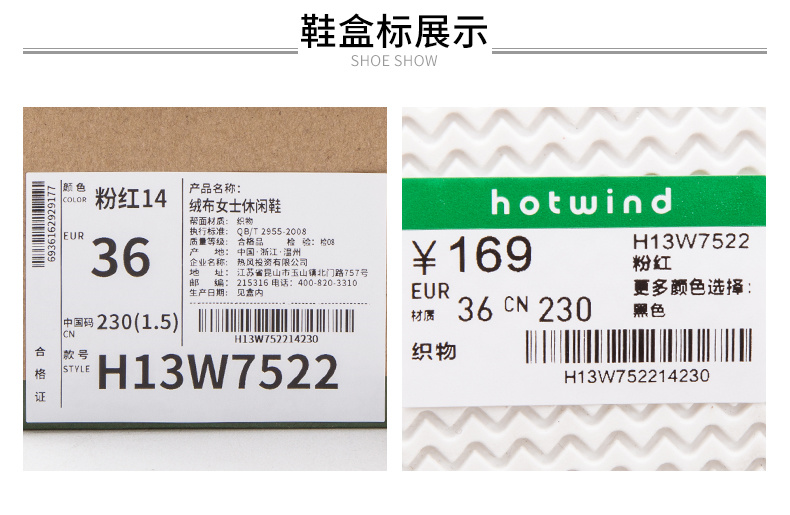 鞋盒标展示
SHOE SHOW
6936162929177
颜色
COLOR
粉红14
EUR
36
中国码
CN
230(1.5)
合格证
款号
STYLE
H13W7522
产品名称:
绒布女士休闲鞋
帮面材质: 织物
执行标准: QB/T 2955-2008
质量等级: 合格品 检 验: 检08
产 地: 中国·浙江·温州
企业名称: 热风投资有限公司
地 址: 江苏省昆山市玉山镇北门路757号
邮 编: 215316 电话: 400-820-3310
生产日期: 见盒内
H13W752214230
hotwind
¥169
H13W7522
粉红
EUR
36 CN 230
更多颜色选择:
黑色
材质
织物
H13W752214230